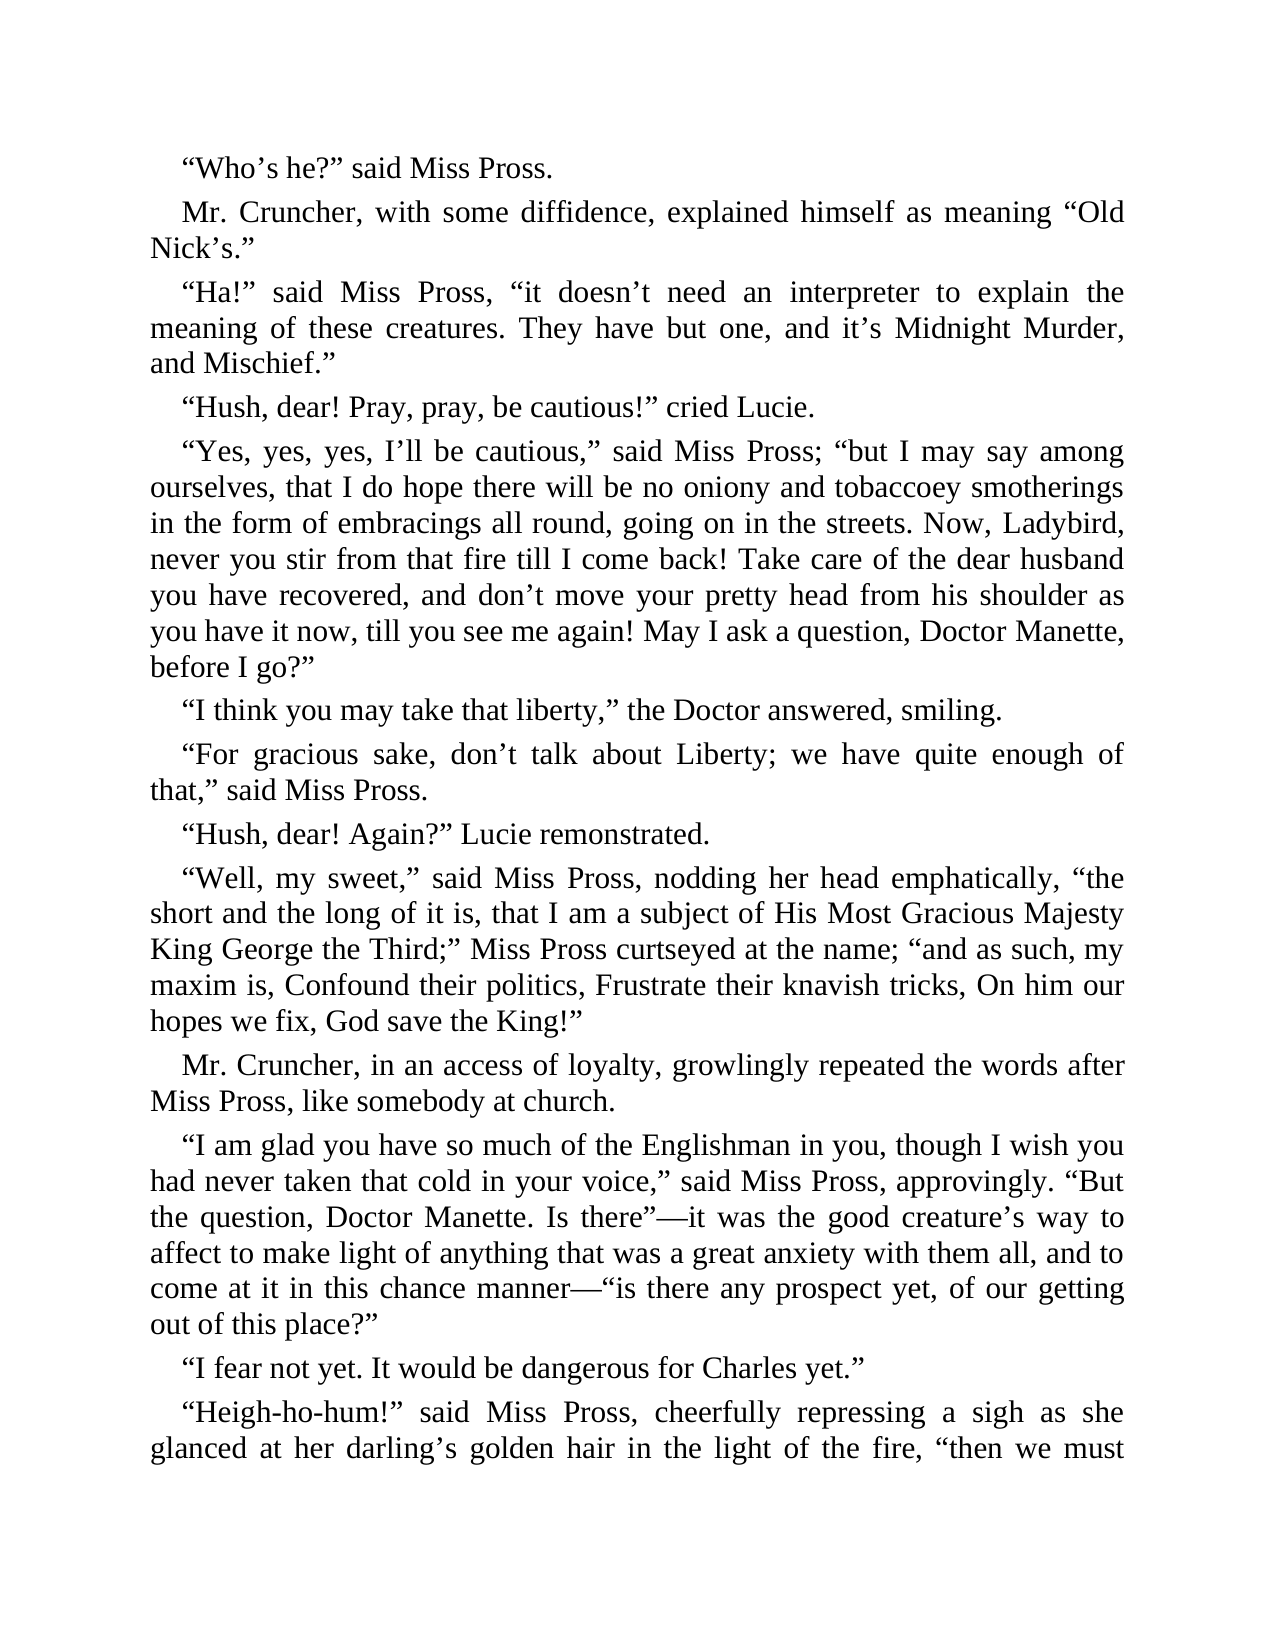 “Who’s he?” said Miss Pross.
Mr. Cruncher, with some diffidence, explained himself as meaning “Old
Nick’s.”
“Ha!” said Miss Pross, “it doesn’t need an interpreter to explain the
meaning of these creatures. They have but one, and it’s Midnight Murder,
and Mischief.”
“Hush, dear! Pray, pray, be cautious!” cried Lucie.
“Yes, yes, yes, I’ll be cautious,” said Miss Pross; “but I may say among
ourselves, that I do hope there will be no oniony and tobaccoey smotherings
in the form of embracings all round, going on in the streets. Now, Ladybird,
never you stir from that fire till I come back! Take care of the dear husband
you have recovered, and don’t move your pretty head from his shoulder as
you have it now, till you see me again! May I ask a question, Doctor Manette,
before I go?”
“I think you may take that liberty,” the Doctor answered, smiling.
“For gracious sake, don’t talk about Liberty; we have quite enough of
that,” said Miss Pross.
“Hush, dear! Again?” Lucie remonstrated.
“Well, my sweet,” said Miss Pross, nodding her head emphatically, “the
short and the long of it is, that I am a subject of His Most Gracious Majesty
King George the Third;” Miss Pross curtseyed at the name; “and as such, my
maxim is, Confound their politics, Frustrate their knavish tricks, On him our
hopes we fix, God save the King!”
Mr. Cruncher, in an access of loyalty, growlingly repeated the words after
Miss Pross, like somebody at church.
“I am glad you have so much of the Englishman in you, though I wish you
had never taken that cold in your voice,” said Miss Pross, approvingly. “But
the question, Doctor Manette. Is there”—it was the good creature’s way to
affect to make light of anything that was a great anxiety with them all, and to
come at it in this chance manner—“is there any prospect yet, of our getting
out of this place?”
“I fear not yet. It would be dangerous for Charles yet.”
“Heigh-ho-hum!” said Miss Pross, cheerfully repressing a sigh as she
glanced at her darling’s golden hair in the light of the fire, “then we must